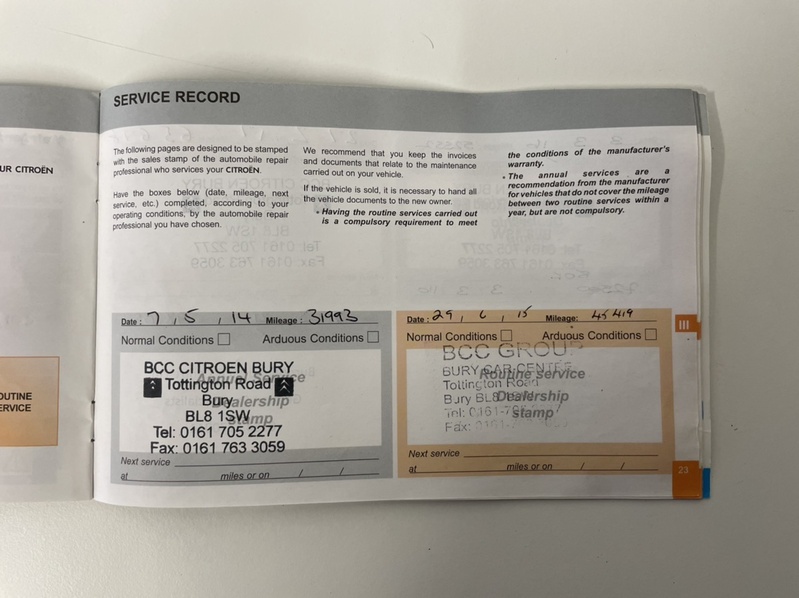 UR CITROËN
OUTINE
ERVICE
SERVICE RECORD
The following pages are designed to be stamped
with the sales stamp of the automobile repair
professional who services your CITROËN.
Have the boxes below (date, mileage, next
service, etc.) completed, according to your
operating conditions, by the automobile repair
professional you have chosen.
We recommend that you keep the invoices
and documents that relate to the maintenance
carried out on your vehicle.
If the vehicle is sold, it is necessary to hand all
the vehicle documents to the new owner.
• Having the routine services carried out
is a compulsory requirement to meet
the conditions of the manufacturer's
warranty.
• The annual services are a
recommendation from the manufacturer
for vehicles that do not cover the mileage
between two routine services within a
year, but are not compulsory.
Date : 7 , 5 , 14 Mileage : 31993
Normal Conditions Arduous Conditions
Annual Service
Dealership
stamp
BCC CITROEN BURY
Tottington Road
Bury
BL8 1SW
Tel: 0161 705 2277
Fax: 0161 763 3059
Next service
at miles or on / /
Date : 29 , 6 , 15 Mileage: 45419
Normal Conditions Arduous Conditions
Routine service
Dealership
stamp
BCC GROUP
BURY CAR CENTRE
Tottington Road
Bury BL8
Tel: 0161-7
Fax:
Next service
at miles or on / /
III
23